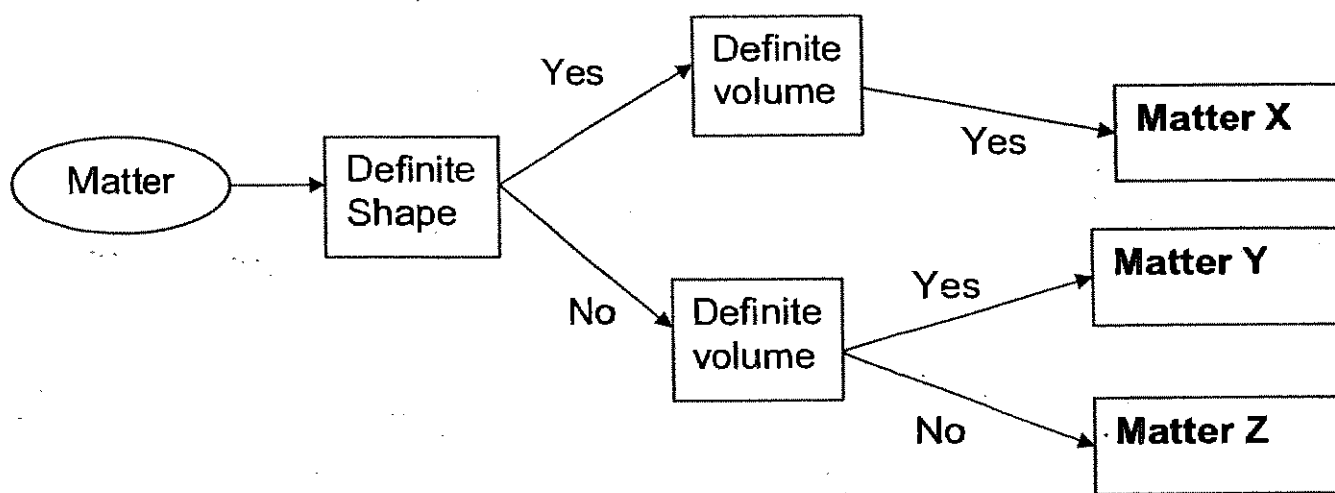 Matter
Definite
Shape
Yes
Definite
volume
Yes
Matter X
No
Definite
volume
Yes
Matter Y
No
Matter Z